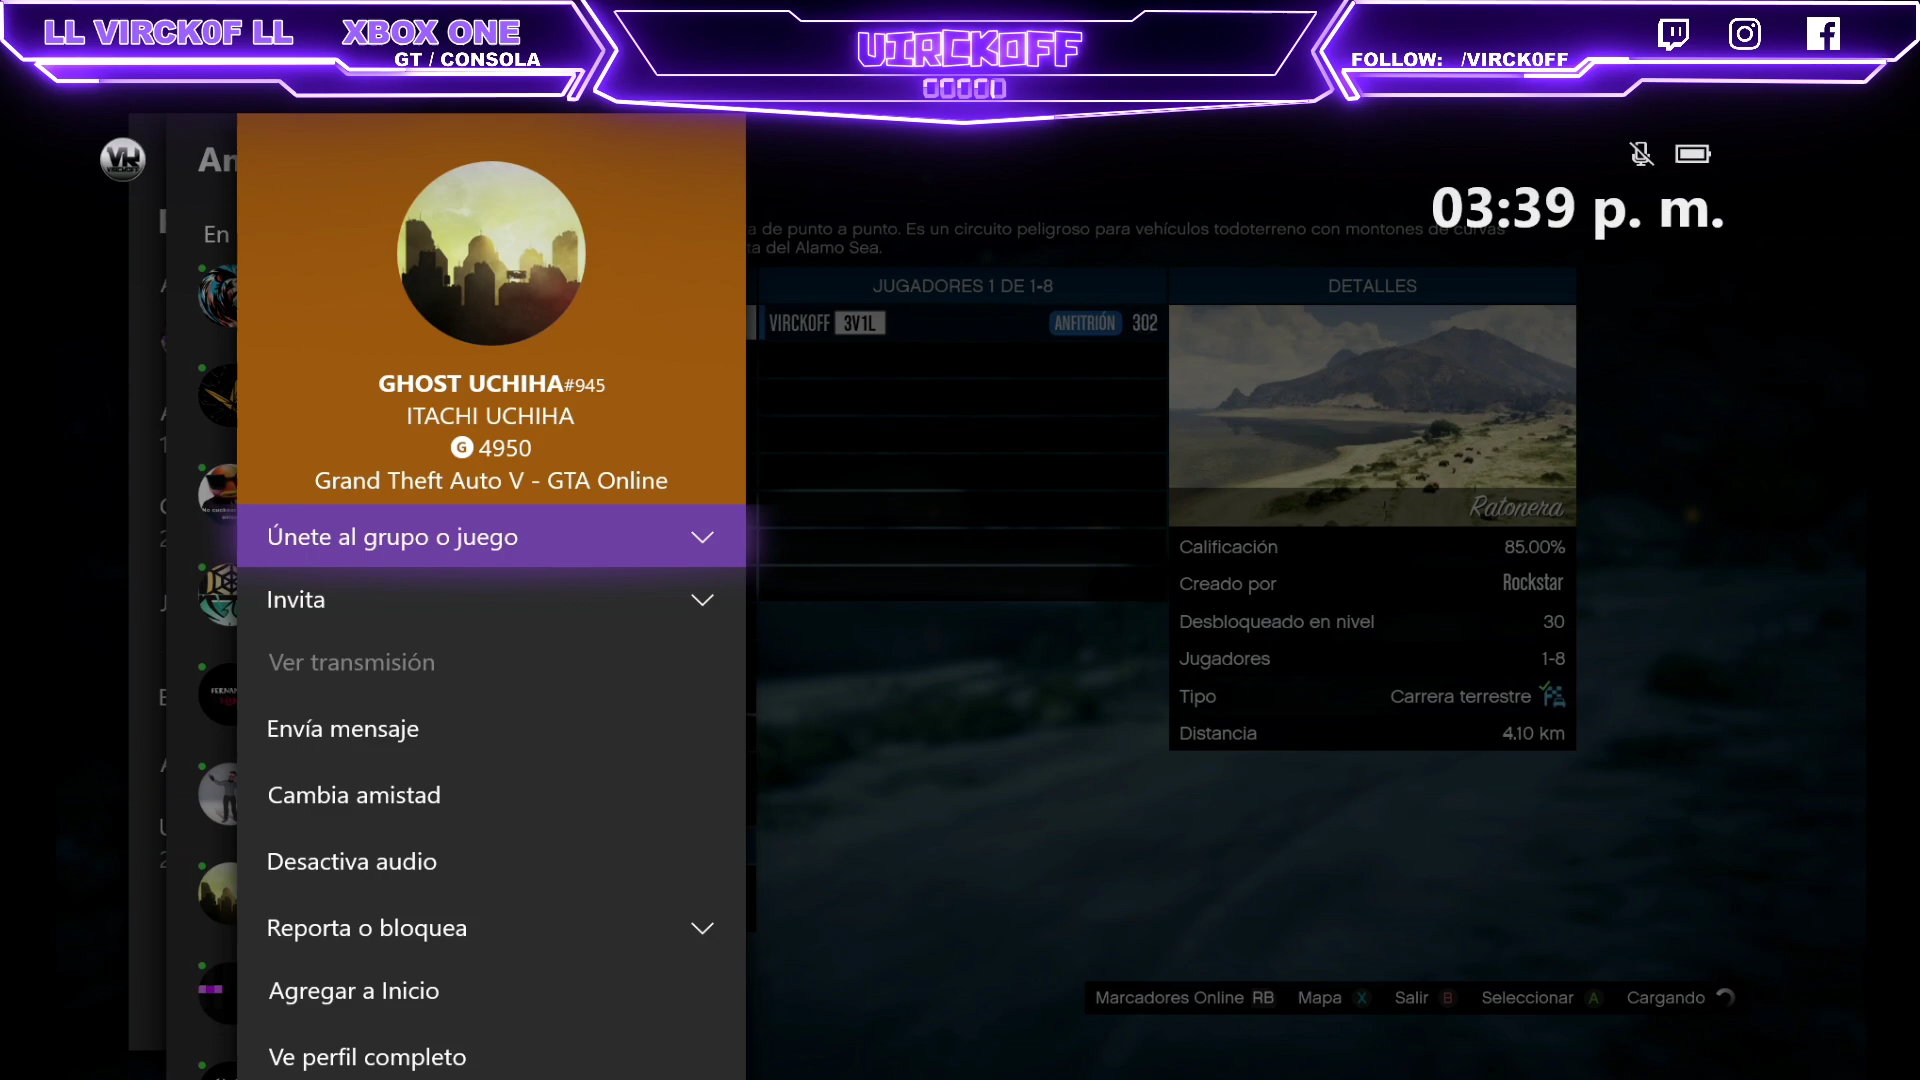 LL VIRCK0F LL
XBOX ONE
GT / CONSOLA
VIRCKOFF
FOLLOW: /VIRCK0FF
An
En
03:39 p. m.
GHOST UCHIHA#945
ITACHI UCHIHA
G 4950
Grand Theft Auto V - GTA Online
Únete al grupo o juego
Invita
Ver transmisión
Envía mensaje
Cambia amistad
Desactiva audio
Reporta o bloquea
Agregar a Inicio
Ve perfil completo
a de punto a punto. Es un circuito peligroso para vehículos todoterreno con montones de curvas
ta del Alamo Sea.
JUGADORES 1 DE 1-8
VIRCKOFF 3V1L ANFITRIÓN 302
DETALLES
Ratonera
Calificación 85.00%
Creado por Rockstar
Desbloqueado en nivel 30
Jugadores 1-8
Tipo Carrera terrestre
Distancia 4.10 km
Marcadores Online RB Mapa X Salir B Seleccionar A Cargando